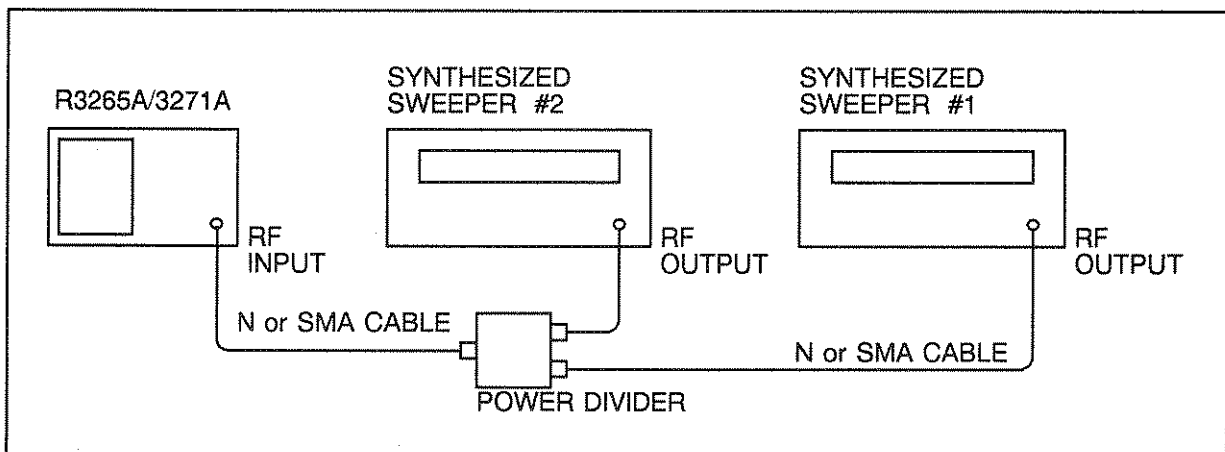 R3265A/3271A
SYNTHESIZED
SWEEPER #2
SYNTHESIZED
SWEEPER #1
RF
INPUT
RF
OUTPUT
RF
OUTPUT
N or SMA CABLE
N or SMA CABLE
POWER DIVIDER